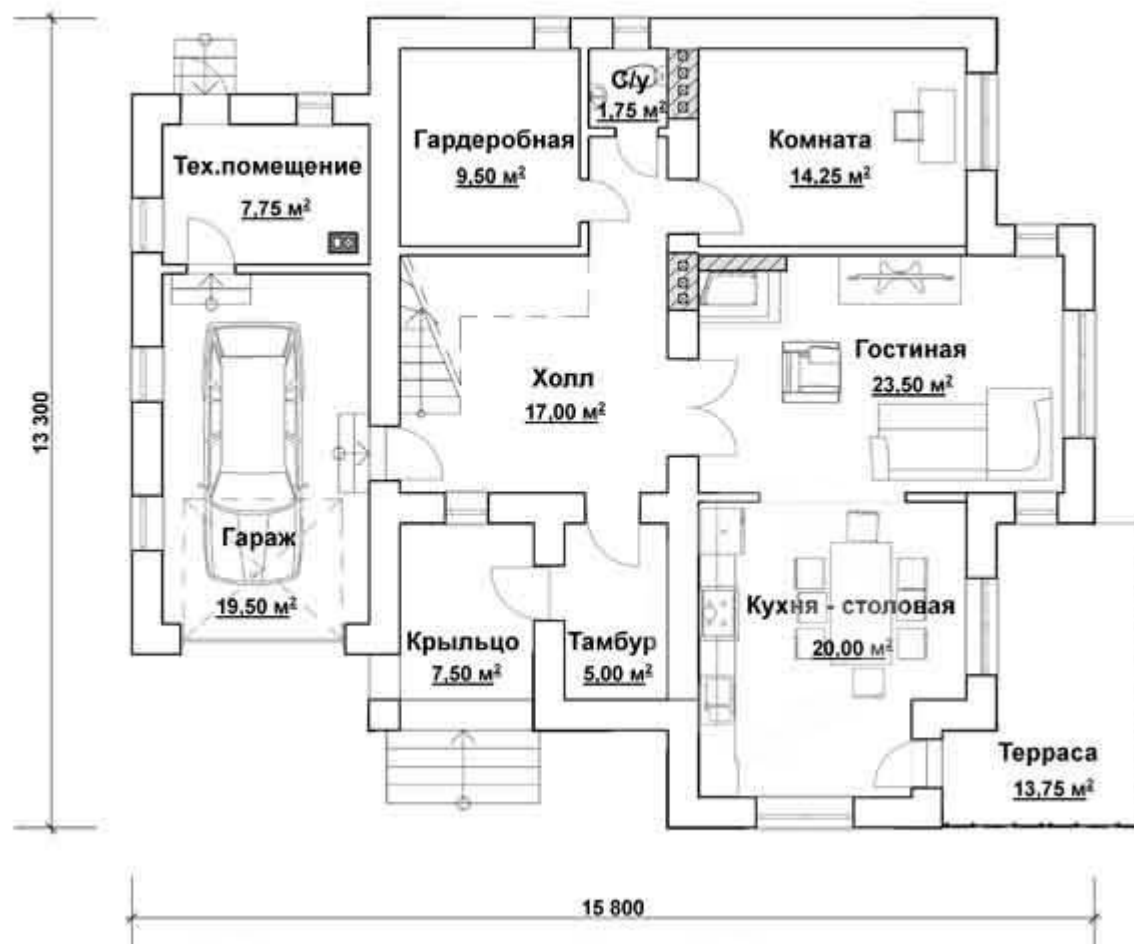 С/у
1,75 м²
Гардеробная
9,50 м²
Комната
14,25 м²
Тех.помещение
7,75 м²
Гостиная
23,50 м²
Холл
17,00 м²
13 300
Гараж
19,50 м²
Кухня - столовая
20,00 м²
Крыльцо
7,50 м²
Тамбур
5,00 м²
Терраса
13,75 м²
15 800